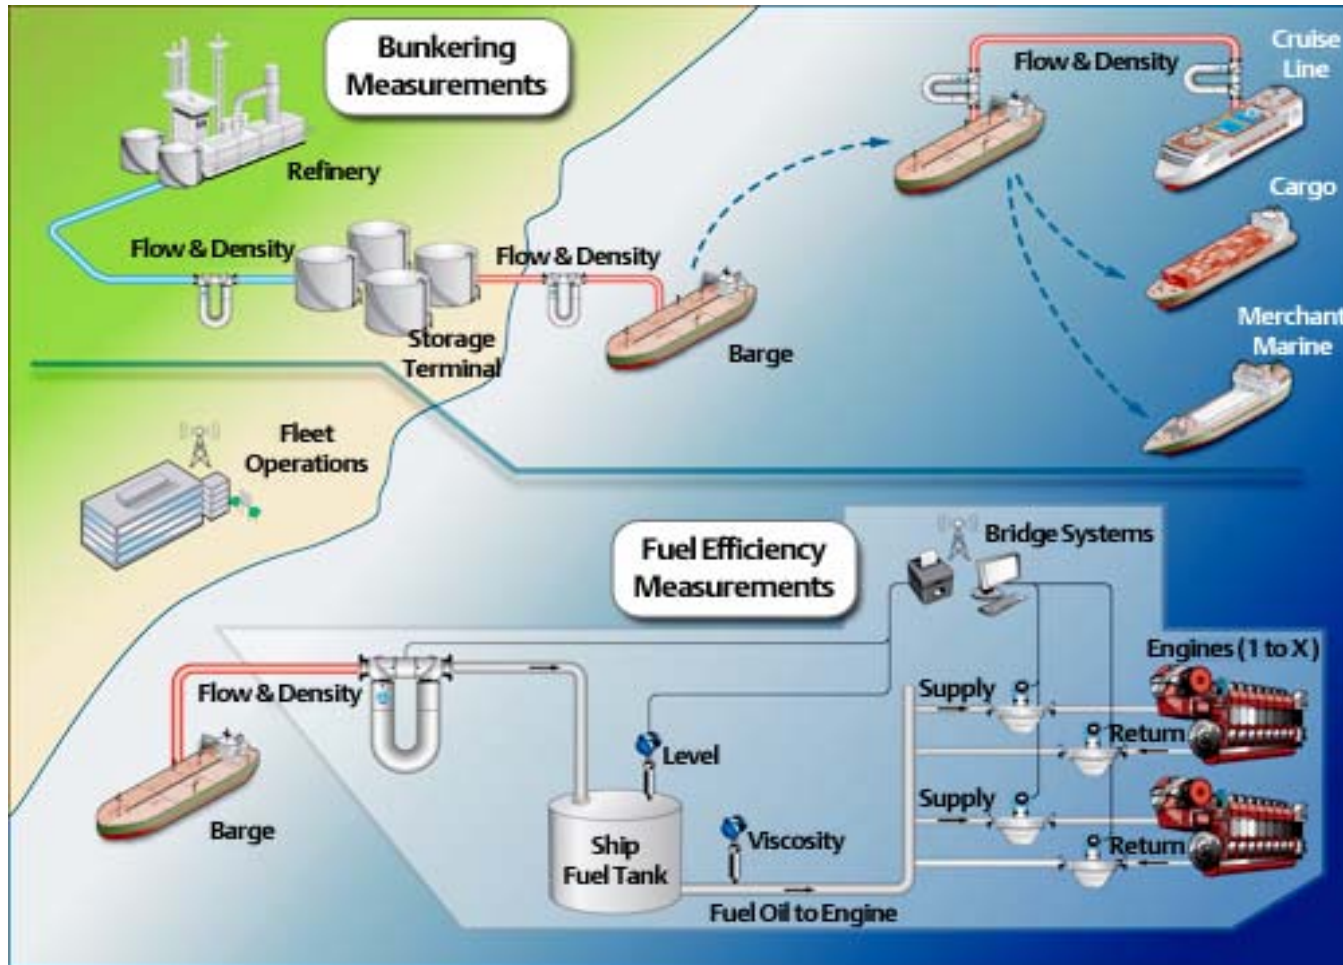 Bunkering
Measurements
Flow & Density
Cruise
Line
Refinery
Cargo
Flow & Density
Flow & Density
Storage
Terminal
Barge
Merchant
Marine
Fleet
Operations
Fuel Efficiency
Measurements
Bridge Systems
Engines (1 to X)
Flow & Density
Supply
Return
Level
Supply
Return
Barge
Ship
Fuel Tank
Viscosity
Fuel Oil to Engine